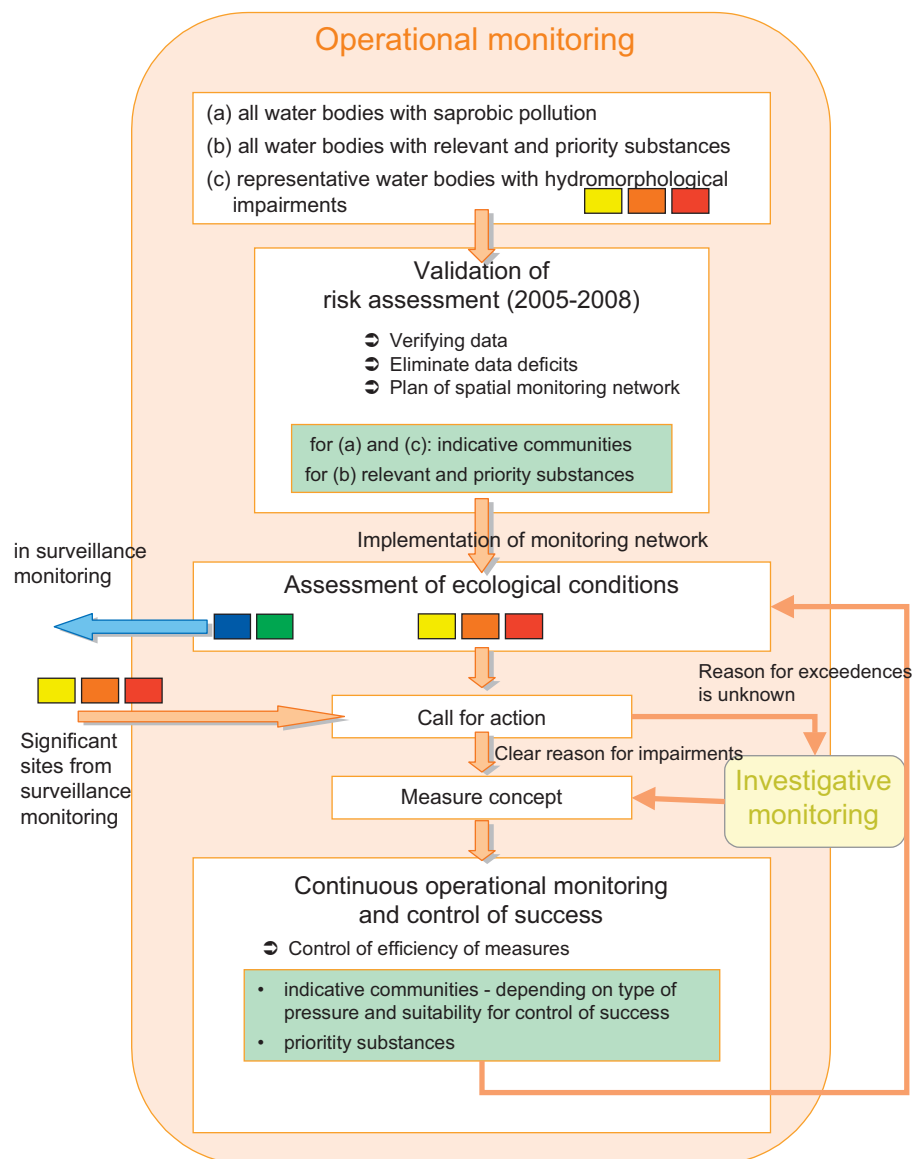 Operational monitoring
(a) all water bodies with saprobic pollution
(b) all water bodies with relevant and priority substances
(c) representative water bodies with hydromorphological
impairments
Validation of
risk assessment (2005-2008)
➲ Verifying data
➲ Eliminate data deficits
➲ Plan of spatial monitoring network
for (a) and (c): indicative communities
for (b) relevant and priority substances
Implementation of monitoring network
in surveillance
monitoring
Assessment of ecological conditions
Reason for exceedences
is unknown
Significant
sites from
surveillance
monitoring
Call for action
Clear reason for impairments
Investigative
monitoring
Measure concept
Continuous operational monitoring
and control of success
➲ Control of efficiency of measures
• indicative communities - depending on type of
pressure and suitability for control of success
• prioritity substances